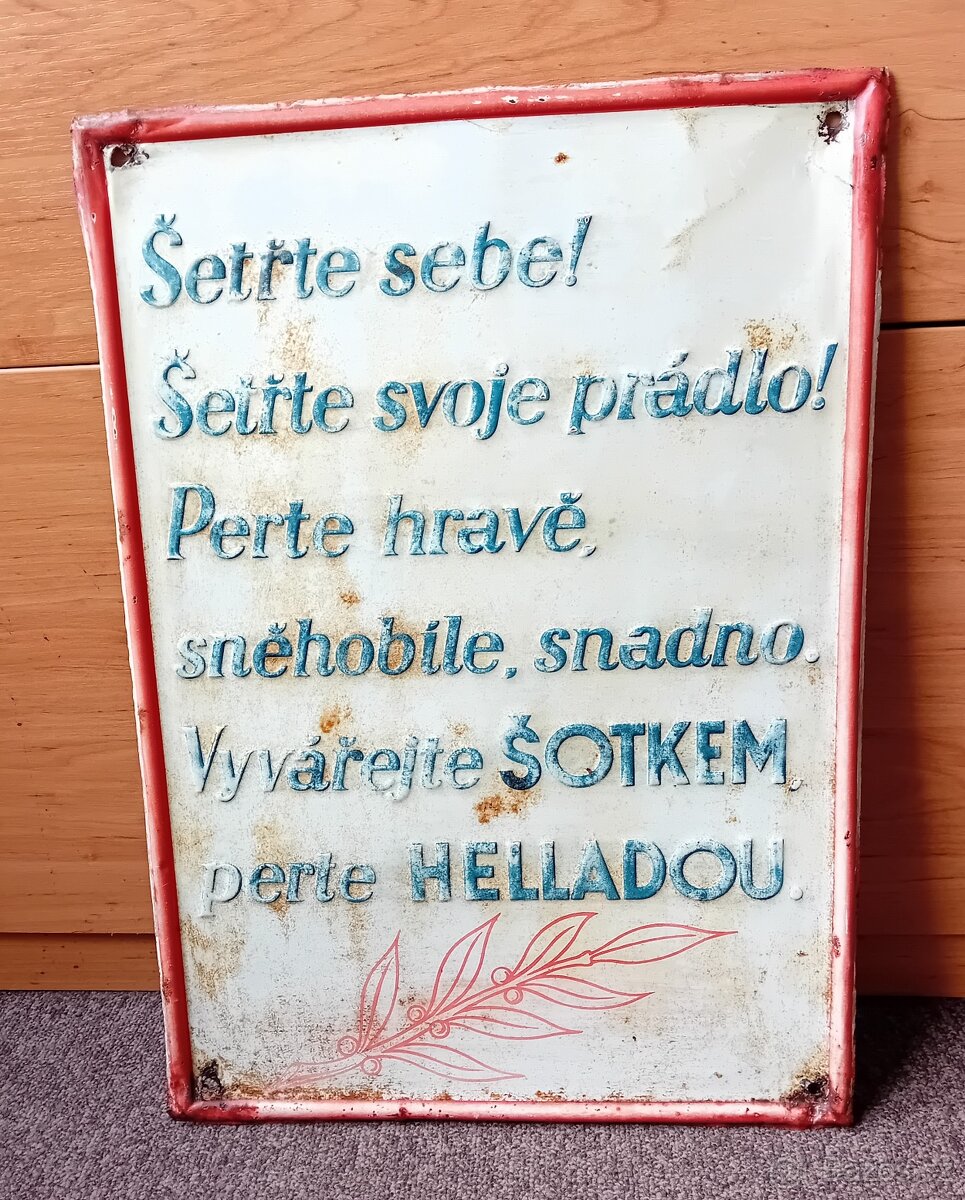 Šetřte sebe!
Šetřte svoje prádlo!
Perte hravě,
sněhobíle, snadno.
Vyvářejte ŠOTKEM,
perte HELLADOU.